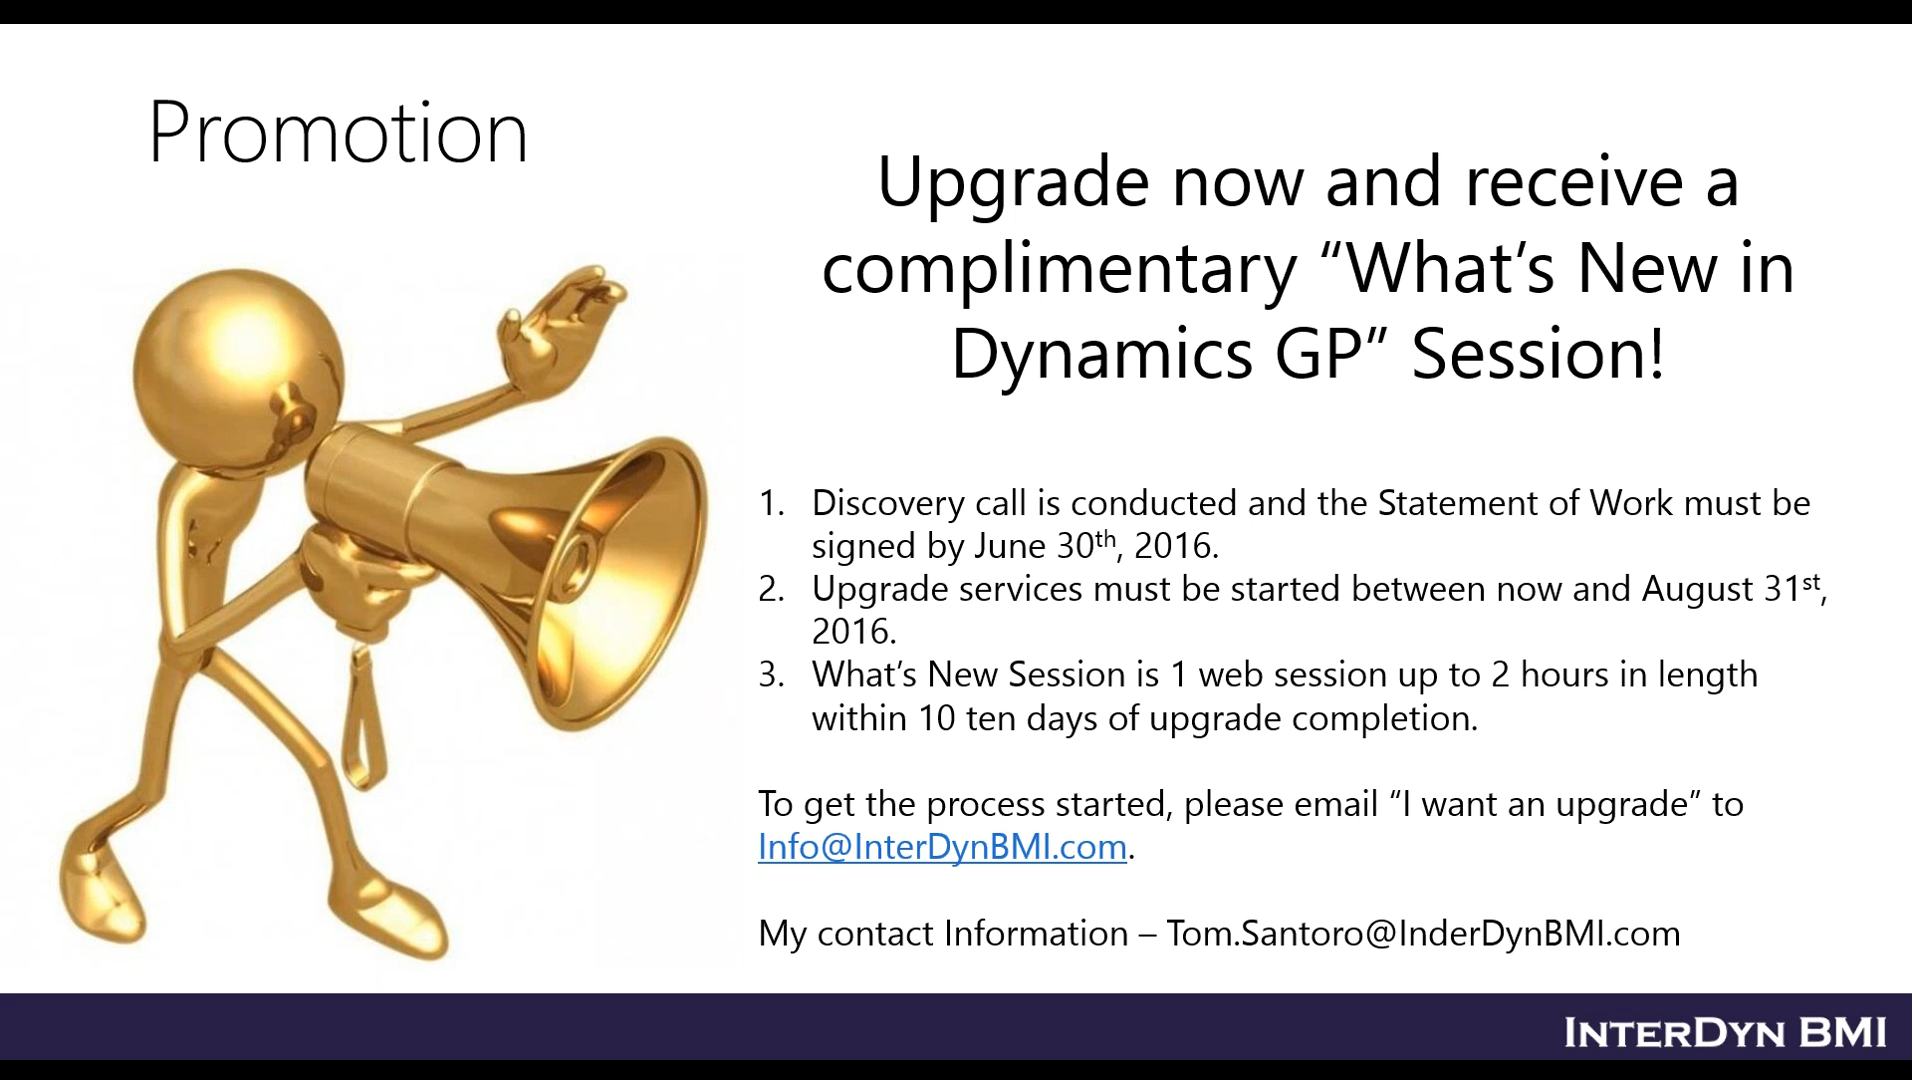 Promotion
Upgrade now and receive a
complimentary “What’s New in
Dynamics GP” Session!
1. Discovery call is conducted and the Statement of Work must be
signed by June 30th, 2016.
2. Upgrade services must be started between now and August 31st,
2016.
3. What’s New Session is 1 web session up to 2 hours in length
within 10 ten days of upgrade completion.
To get the process started, please email “I want an upgrade” to
Info@InterDynBMI.com.
My contact Information – Tom.Santoro@InderDynBMI.com
INTERDYN BMI